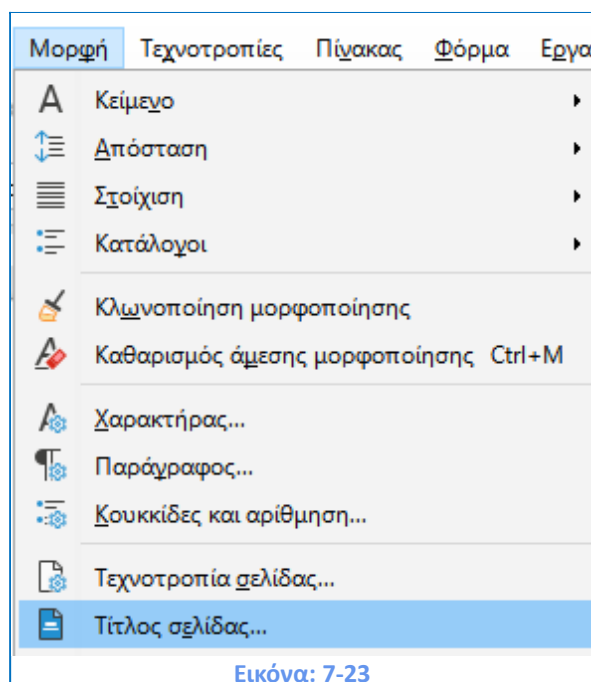 Μορφή Τεχνοτροπίες Πίνακας Φόρμα Εργα
Κείμενο
Απόσταση
Στοίχιση
Κατάλογοι
Κλωνοποίηση μορφοποίησης
Καθαρισμός άμεσης μορφοποίησης Ctrl+M
Χαρακτήρας...
Παράγραφος...
Κουκκίδες και αρίθμηση...
Τεχνοτροπία σελίδας...
Τίτλος σελίδας...
Εικόνα: 7-23